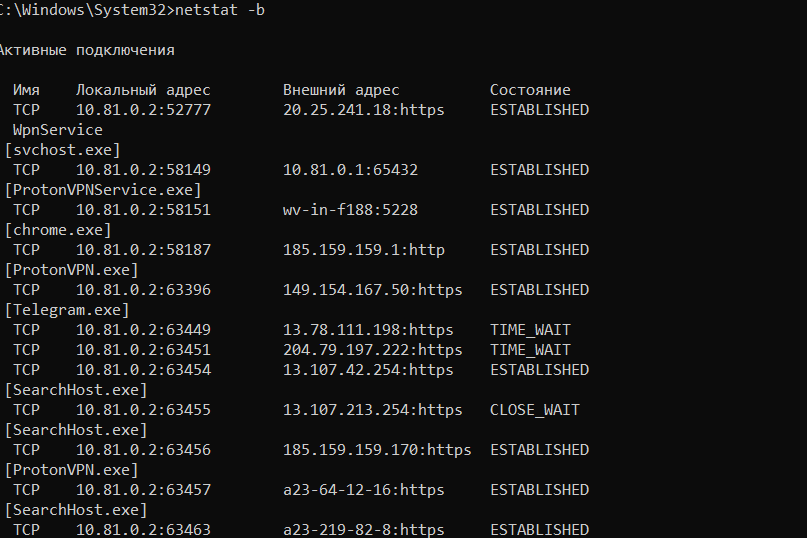 C:\Windows\System32>netstat -b
Активные подключения
Имя Локальный адрес Внешний адрес Состояние
TCP 10.81.0.2:52777 20.25.241.18:https ESTABLISHED
WpnService
[svchost.exe]
TCP 10.81.0.2:58149 10.81.0.1:65432 ESTABLISHED
[ProtonVPNService.exe]
TCP 10.81.0.2:58151 wv-in-f188:5228 ESTABLISHED
[chrome.exe]
TCP 10.81.0.2:58187 185.159.159.1:http ESTABLISHED
[ProtonVPN.exe]
TCP 10.81.0.2:63396 149.154.167.50:https ESTABLISHED
[Telegram.exe]
TCP 10.81.0.2:63449 13.78.111.198:https TIME_WAIT
TCP 10.81.0.2:63451 204.79.197.222:https TIME_WAIT
TCP 10.81.0.2:63454 13.107.42.254:https ESTABLISHED
[SearchHost.exe]
TCP 10.81.0.2:63455 13.107.213.254:https CLOSE_WAIT
[SearchHost.exe]
TCP 10.81.0.2:63456 185.159.159.170:https ESTABLISHED
[ProtonVPN.exe]
TCP 10.81.0.2:63457 a23-64-12-16:https ESTABLISHED
[SearchHost.exe]
TCP 10.81.0.2:63463 a23-219-82-8:https ESTABLISHED